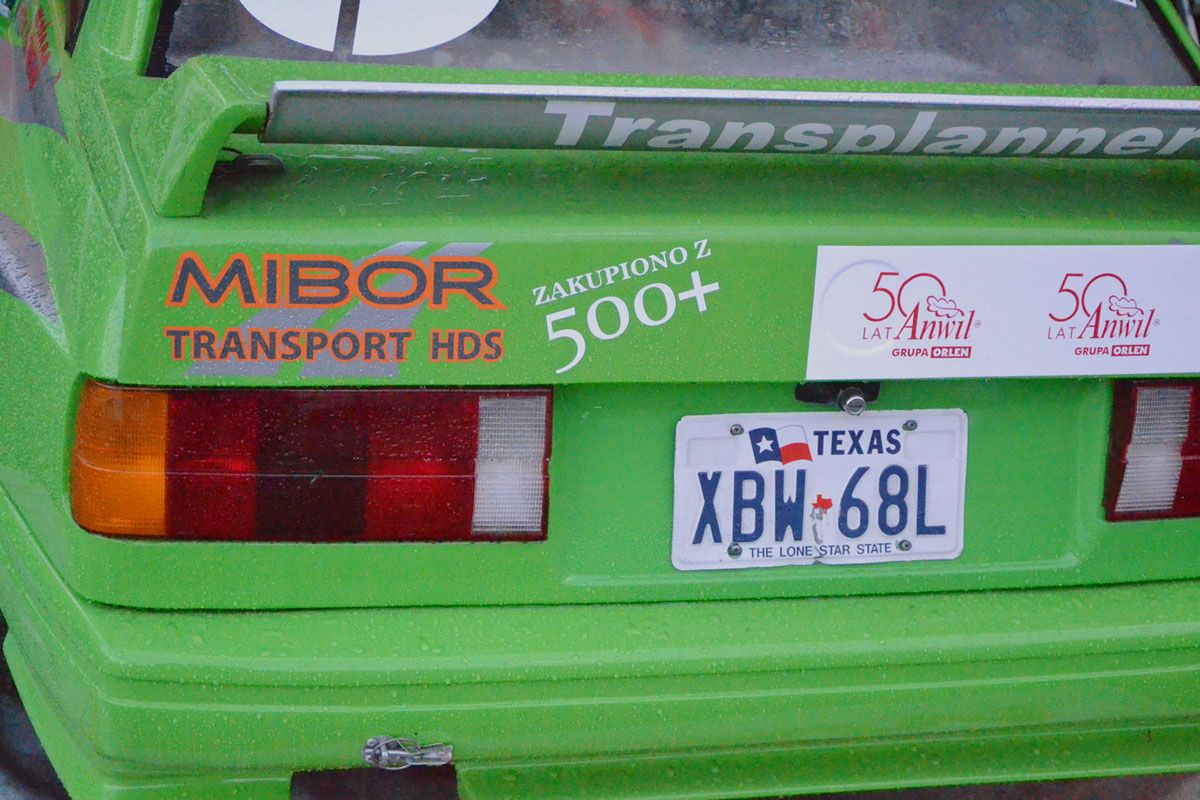 Transplanner
MIBOR
TRANSPORT HDS
ZAKUPIONO Z
500+
50
LAT Anwil®
GRUPA ORLEN
50
LAT Anwil®
GRUPA ORLEN
TEXAS
XBW 68L
THE LONE STAR STATE